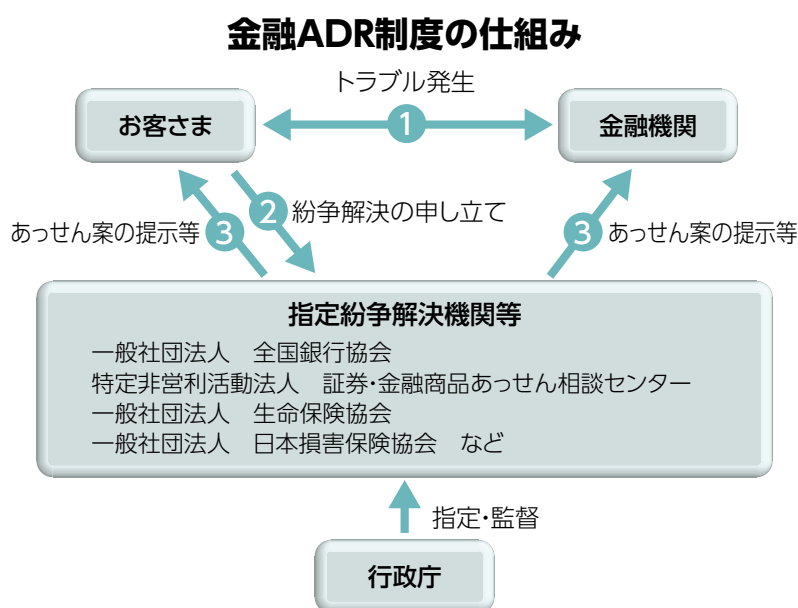 金融ADR制度の仕組み
トラブル発生
お客さま
1
金融機関
2 紛争解決の申し立て
あっせん案の提示等 3
3 あっせん案の提示等
指定紛争解決機関等
一般社団法人　全国銀行協会
特定非営利活動法人　証券・金融商品あっせん相談センター
一般社団法人　生命保険協会
一般社団法人　日本損害保険協会　など
指定・監督
行政庁